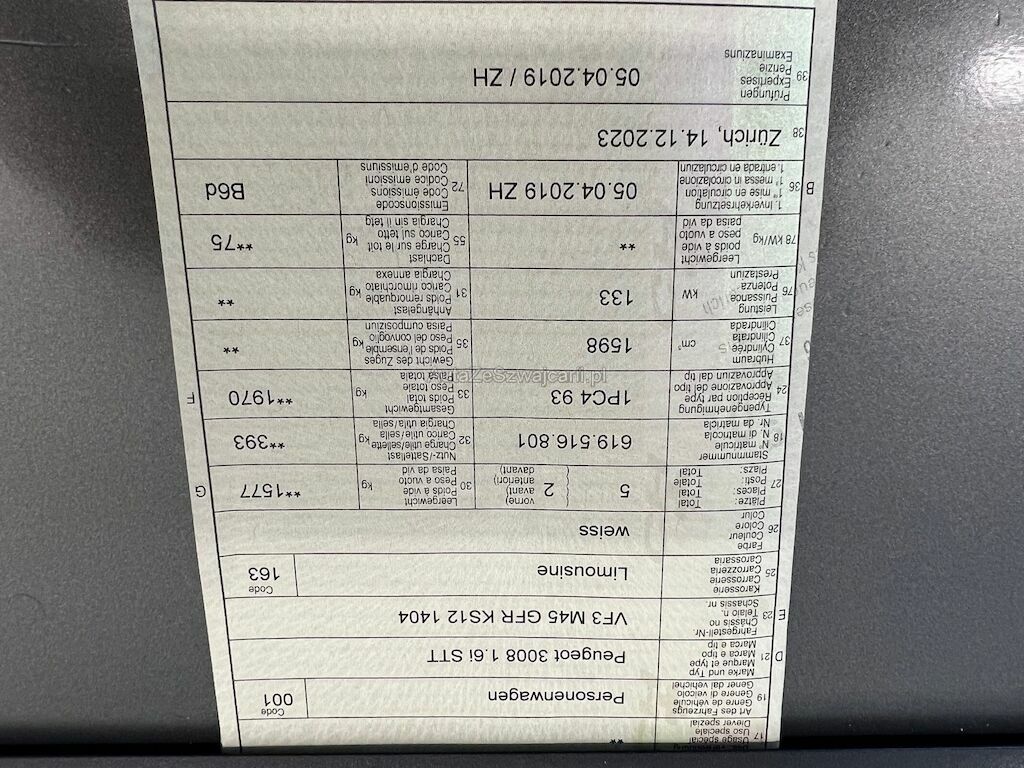 17
Usage spécial
Uso speciale
Diever spezial
**
19
Art des Fahrzeugs
Genre de véhicule
Genere di veicolo
Gener dal vehichel
Personenwagen
Code
001
D 21
Marke und Typ
Marque et type
Marca e tipo
Marca e tip
Peugeot 3008 1.6i STT
E 23
Fahrgestell-Nr.
Châssis no
Telaio n.
Schassis nr.
VF3 M45 GFR KS12 1404
25
Karosserie
Carrosserie
Carrozzeria
Carossaria
Limousine
Code
163
26
Farbe
Couleur
Colore
Colur
weiss
27
Plätze: Total
Places: Total
Posti: Totale
Plazs: Total
5
vorne)
avant)
anteriori)
davant)
2
30
Leergewicht
Poids à vide
Peso a vuoto
Paisa da vid
kg
**1577
G
18
Stammnummer
N° matricule
N. di matricola
Nr. da matricla
619.516.801
32
Nutz-/Sattellast
Charge utile/sellette
Carico utile/sella
Chargia utila/sella
kg
**393
24
Typengenehmigung
Réception par type
Approvazione del tipo
Approvaziun dal tip
1PC4 93
33
Gesamtgewicht
Poids total
Peso totale
Paisa totala
kg
**1970
F
37
Hubraum
Cylindrée
Cilindrata
Cilindrada
cm³
1598
35
Gewicht des Zuges
Poids de l'ensemble
Peso del convoglio
Paisa cumposiziun
kg
**
76
Leistung
Puissance
Potenza
Prestaziun
kW
133
31
Anhängelast
Poids remorquable
Carico rimorchiato
Chargia annexa
kg
**
78 kW/kg
Leergewicht
poids à vide
peso a vuoto
paisa da vid
**
55
Dachlast
Charge sur le toit
Carico sul tetto
Chargia sin il tetg
kg
**75
B 36
1. Inverkehrsetzung
1re mise en circulation
1a messa in circolazione
1. entrada en circulaziun
05.04.2019 ZH
72
Emissionscode
Code émissions
Codice emissioni
Code d'emissiuns
B6d
38
Zürich, 14.12.2023
39
Prüfungen
Expertises
Perizie
Examinaziuns
05.04.2019 / ZH
taZeSzwajcarii.pl